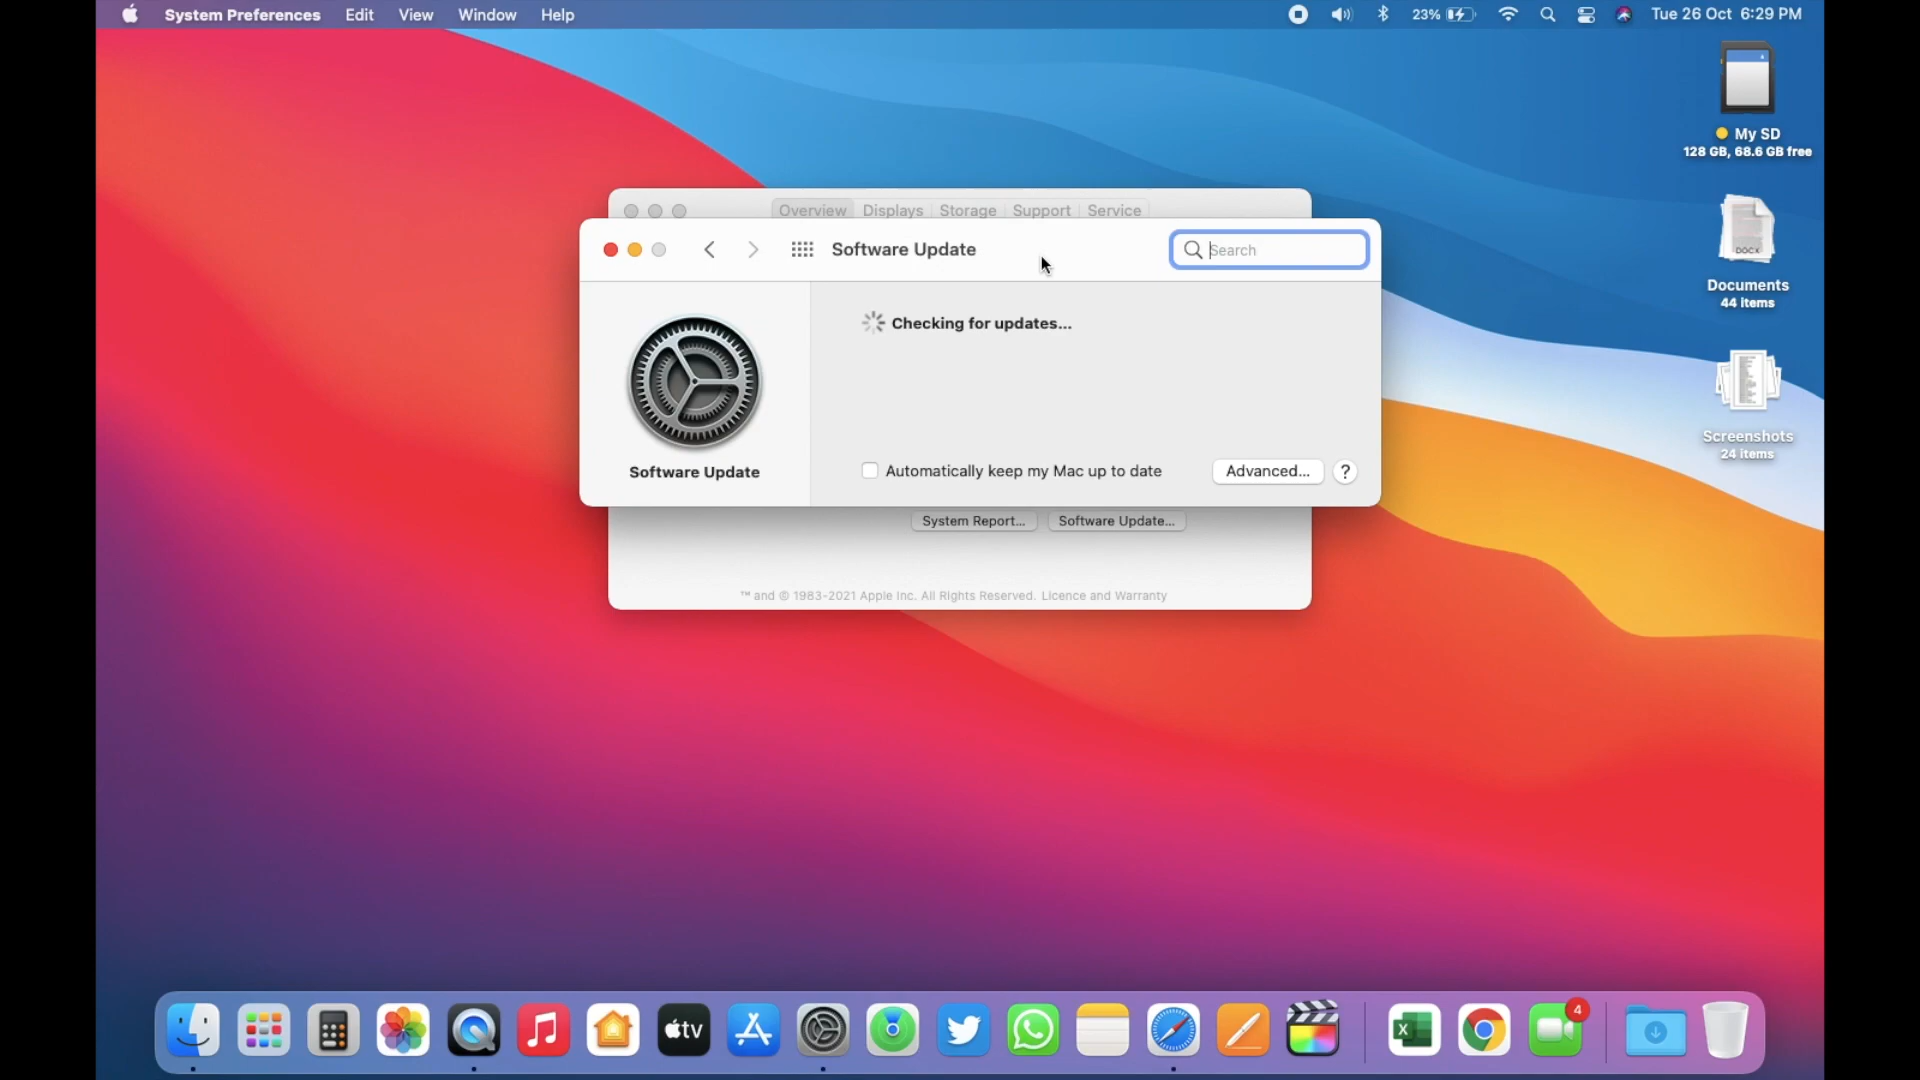 System Preferences Edit View Window Help 23% Tue 26 Oct 6:29 PM
My SD
128 GB, 68.6 GB free
Overview Displays Storage Support Service
Software Update Search
DOCX
Documents
44 items
Checking for updates...
Screenshots
24 items
Software Update
Automatically keep my Mac up to date Advanced... ?
System Report... Software Update...
™ and © 1983-2021 Apple Inc. All Rights Reserved. Licence and Warranty
tv
X
4